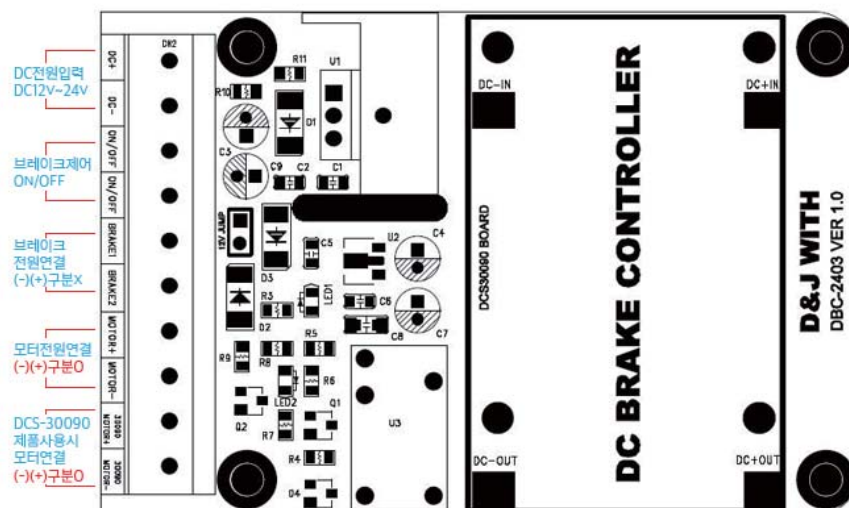 DC전원입력
DC12V~24V
브레이크제어
ON/OFF
브레이크
전원연결
(-)(+)구분X
모터전원연결
(-)(+)구분O
DCS-30090
제품사용시
모터연결
(-)(+)구분O
DC+
DC-
ON/OFF
ON/OFF
BRAKE1
BRAKE2
MOTOR+
MOTOR-
30090
MOTOR+
30090
MOTOR-
DH2
R11
U1
R10
D1
C3
C9
C2
C1
12V JUMP
C5
U2
C4
D3
R3
LED1
C6
D2
R5
C8
C7
R9
R8
R6
LED2
Q2
Q1
R7
U3
R4
D4
DC-IN
DC+IN
DCS30090 BOARD
DC BRAKE CONTROLLER
DC-OUT
DC+OUT
D&J WITH
DBC-2403 VER 1.0